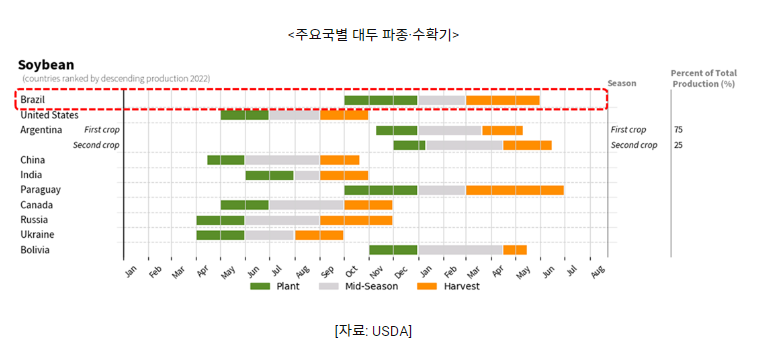 <주요국별 대두 파종·수확기>
Soybean
(countries ranked by descending production 2022)
Season
Percent of Total
Production (%)
Brazil
United States
Argentina First crop First crop 75
Second crop Second crop 25
China
India
Paraguay
Canada
Russia
Ukraine
Bolivia
Jan Feb Mar Apr May Jun Jul Aug Sep Oct Nov Dec Jan Feb Mar Apr May Jun Jul Aug
Plant Mid-Season Harvest
[자료: USDA]